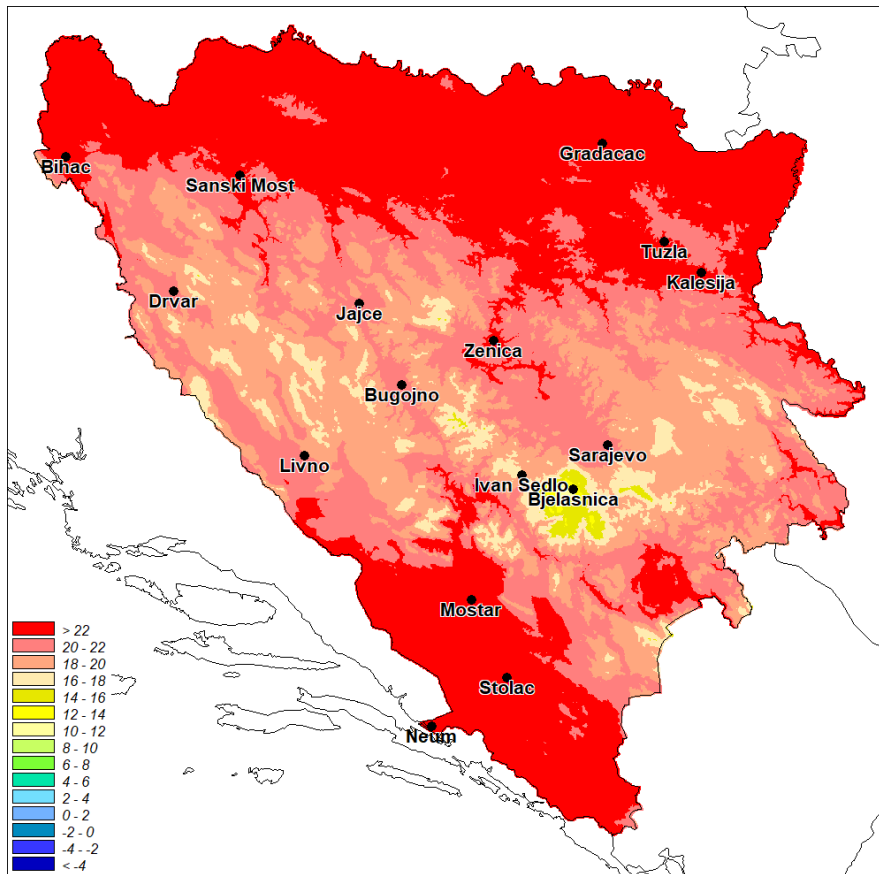 Bihac
Gradacac
Sanski Most
Tuzla
Kalesija
Drvar
Jajce
Zenica
Bugojno
Sarajevo
Livno
Ivan Sedlo
Bjelasnica
Mostar
Stolac
Neum
> 22
20 - 22
18 - 20
16 - 18
14 - 16
12 - 14
10 - 12
8 - 10
6 - 8
4 - 6
2 - 4
0 - 2
-2 - 0
-4 - -2
< -4